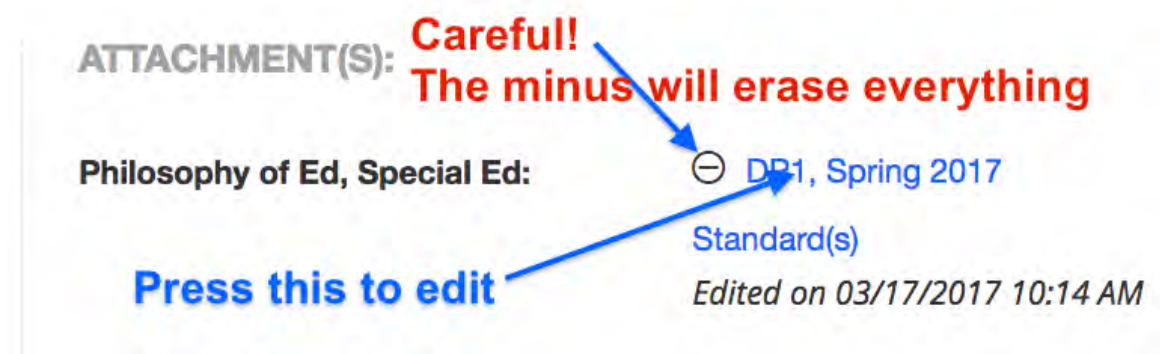 ATTACHMENT(S):
Careful!
The minus will erase everything
Philosophy of Ed, Special Ed:
DP1, Spring 2017
Standard(s)
Press this to edit
Edited on 03/17/2017 10:14 AM